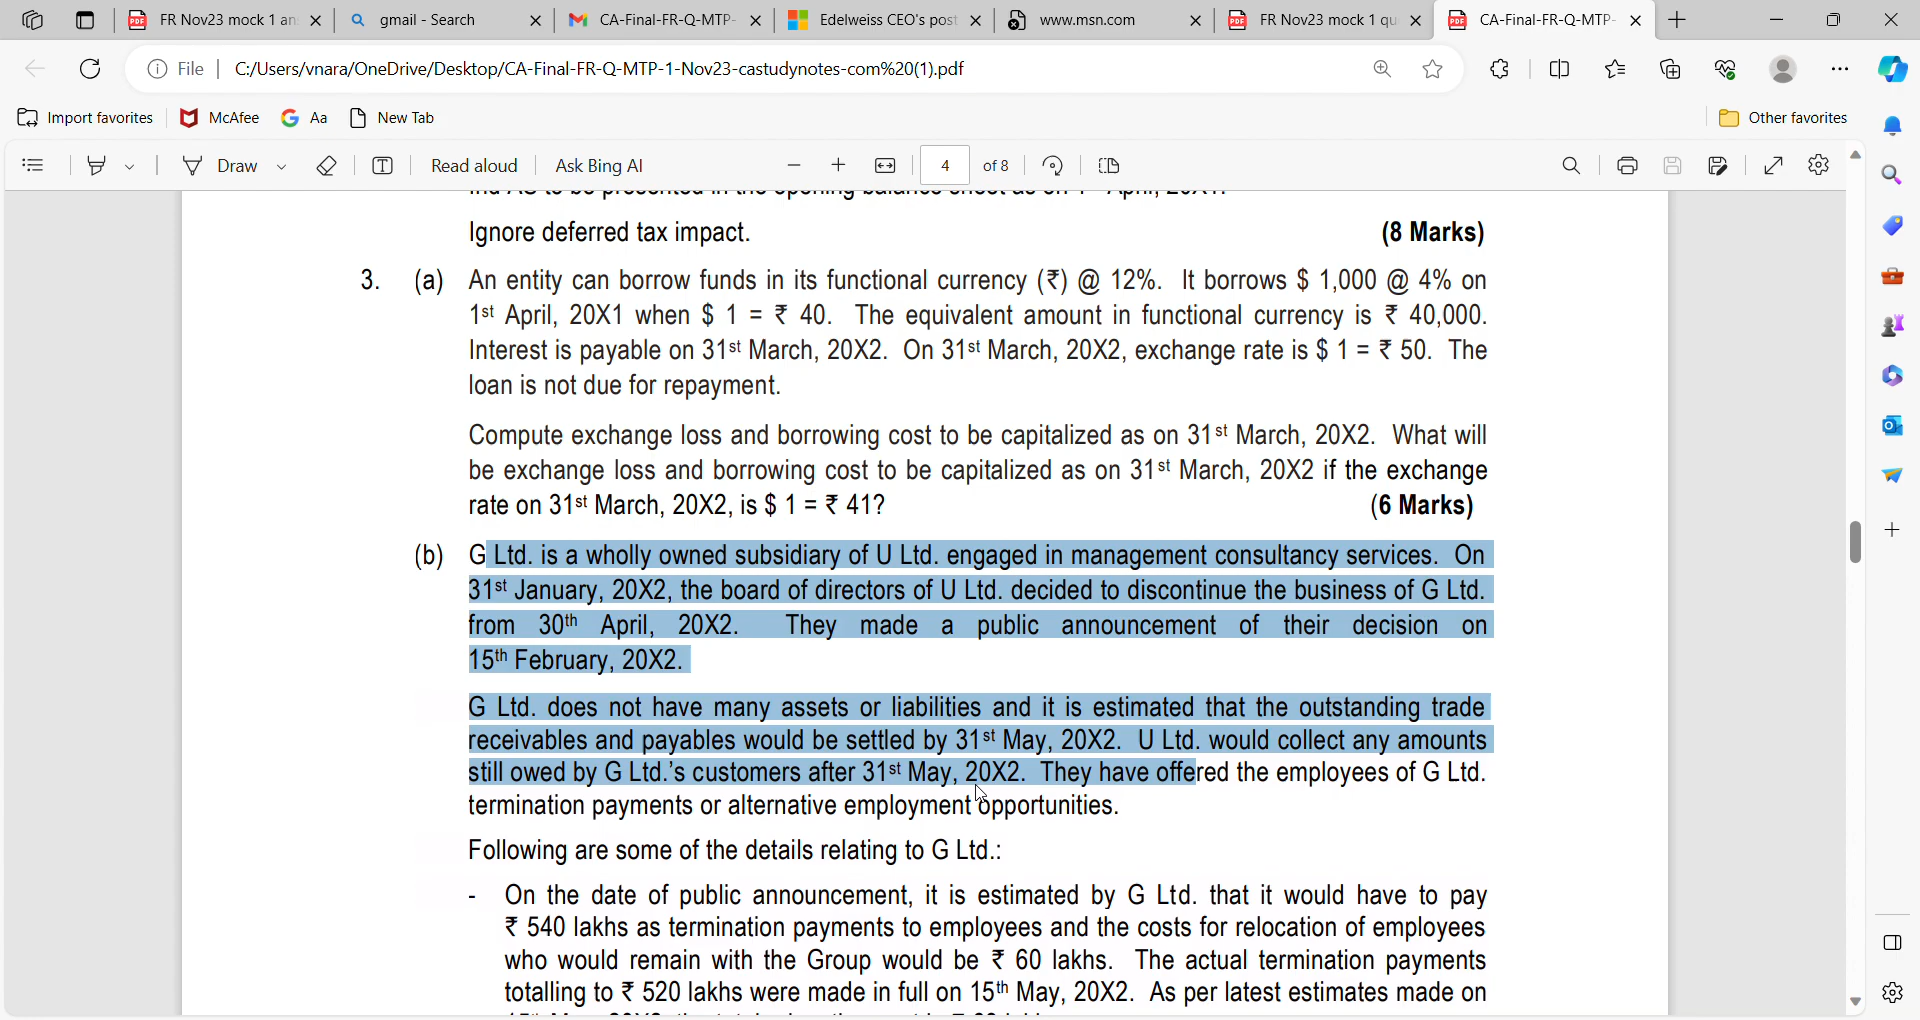 FR Nov23 mock 1 an
gmail - Search
CA-Final-FR-Q-MTP-
Edelweiss CEO's post
www.msn.com
FR Nov23 mock 1 qu
CA-Final-FR-Q-MTP-
File
C:/Users/vnara/OneDrive/Desktop/CA-Final-FR-Q-MTP-1-Nov23-castudynotes-com%20(1).pdf
Import favorites
McAfee
Aa
New Tab
Other favorites
Draw
Read aloud
Ask Bing AI
4 of 8
Ind AS to be presented in the opening balance sheet as on 1st April, 20X1.
Ignore deferred tax impact. (8 Marks)
3. (a) An entity can borrow funds in its functional currency (₹) @ 12%. It borrows $ 1,000 @ 4% on
1st April, 20X1 when $ 1 = ₹ 40. The equivalent amount in functional currency is ₹ 40,000.
Interest is payable on 31st March, 20X2. On 31st March, 20X2, exchange rate is $ 1 = ₹ 50. The
loan is not due for repayment.
Compute exchange loss and borrowing cost to be capitalized as on 31st March, 20X2. What will
be exchange loss and borrowing cost to be capitalized as on 31st March, 20X2 if the exchange
rate on 31st March, 20X2, is $ 1 = ₹ 41? (6 Marks)
(b) G Ltd. is a wholly owned subsidiary of U Ltd. engaged in management consultancy services. On
31st January, 20X2, the board of directors of U Ltd. decided to discontinue the business of G Ltd.
from 30th April, 20X2. They made a public announcement of their decision on
15th February, 20X2.
G Ltd. does not have many assets or liabilities and it is estimated that the outstanding trade
receivables and payables would be settled by 31st May, 20X2. U Ltd. would collect any amounts
still owed by G Ltd.'s customers after 31st May, 20X2. They have offered the employees of G Ltd.
termination payments or alternative employment opportunities.
Following are some of the details relating to G Ltd.:
- On the date of public announcement, it is estimated by G Ltd. that it would have to pay
₹ 540 lakhs as termination payments to employees and the costs for relocation of employees
who would remain with the Group would be ₹ 60 lakhs. The actual termination payments
totalling to ₹ 520 lakhs were made in full on 15th May, 20X2. As per latest estimates made on